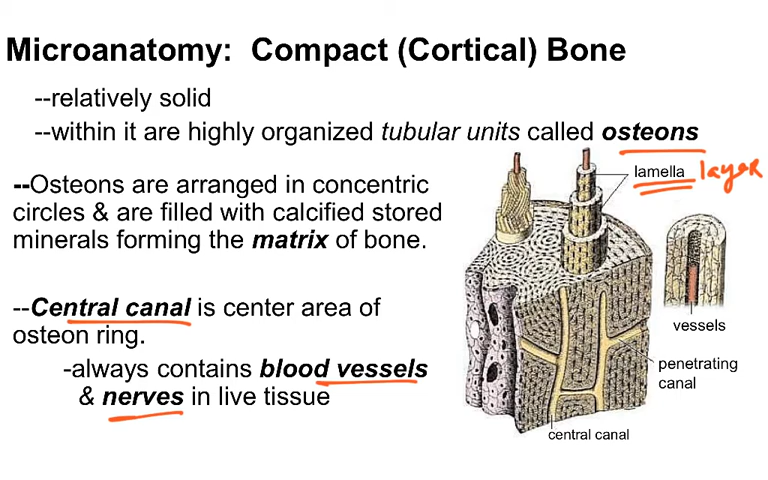 Microanatomy:  Compact (Cortical) Bone
--relatively solid
--within it are highly organized tubular units called osteons
--Osteons are arranged in concentric
circles & are filled with calcified stored
minerals forming the matrix of bone.
--Central canal is center area of
osteon ring.
-always contains blood vessels
& nerves in live tissue
lamella layer
vessels
penetrating
canal
central canal